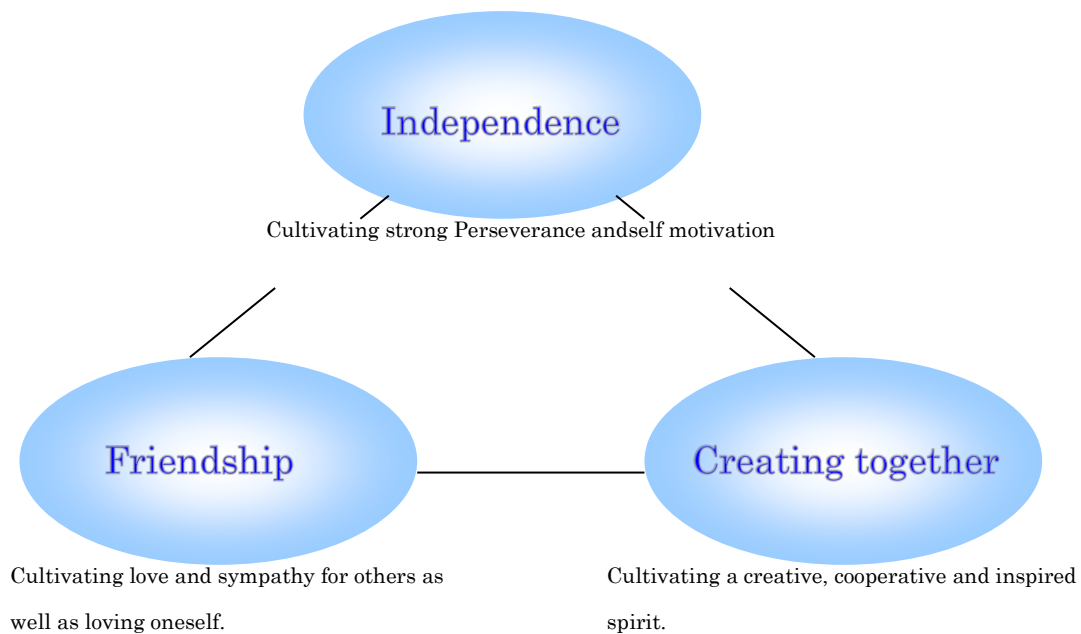 Independence
Cultivating strong Perseverance andself motivation
Friendship
Creating together
Cultivating love and sympathy for others as
well as loving oneself.
Cultivating a creative, cooperative and inspired
spirit.